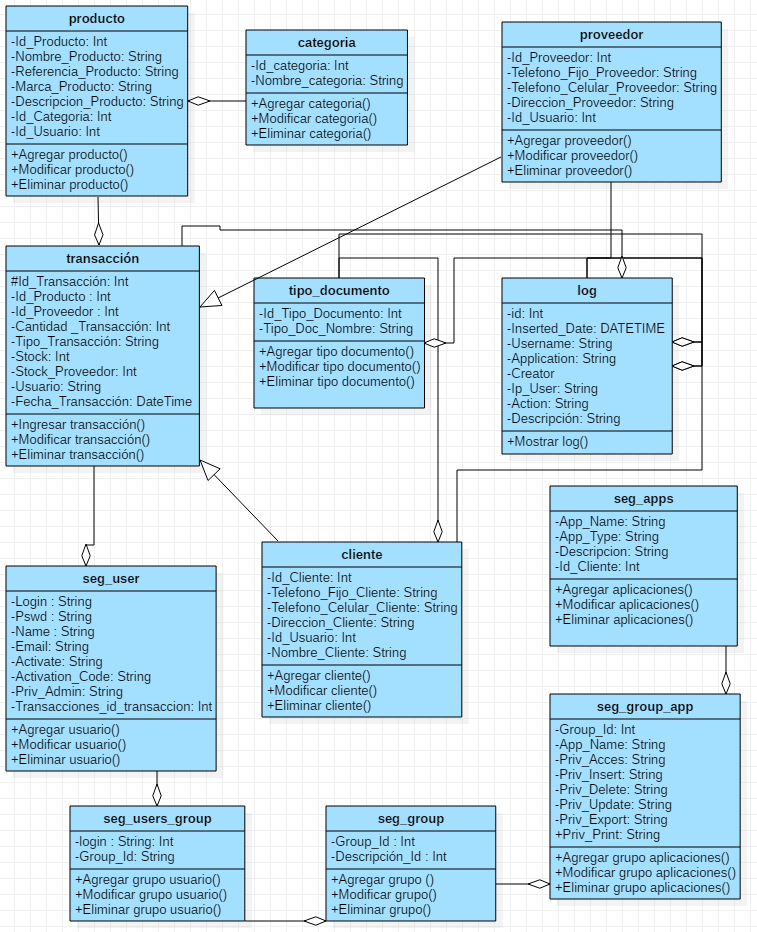 producto
-Id_Producto: Int
-Nombre_Producto: String
-Referencia_Producto: String
-Marca_Producto: String
-Descripcion_Producto: String
-Id_Categoria: Int
-Id_Usuario: Int
+Agregar producto()
+Modificar producto()
+Eliminar producto()
categoria
-Id_categoria: Int
-Nombre_categoria: String
+Agregar categoria()
+Modificar categoria()
+Eliminar categoria()
proveedor
-Id_Proveedor: Int
-Telefono_Fijo_Proveedor: String
-Telefono_Celular_Proveedor: String
-Direccion_Proveedor: String
-Id_Usuario: Int
+Agregar proveedor()
+Modificar proveedor()
+Eliminar proveedor()
transacción
#Id_Transacción: Int
-Id_Producto : Int
-Id_Proveedor : Int
-Cantidad _Transacción: Int
-Tipo_Transacción: String
-Stock: Int
-Stock_Proveedor: Int
-Usuario: String
-Fecha_Transacción: DateTime
+Ingresar transacción()
+Modificar transacción()
+Eliminar transacción()
tipo_documento
-Id_Tipo_Documento: Int
-Tipo_Doc_Nombre: String
+Agregar tipo documento()
+Modificar tipo documento()
+Eliminar tipo documento()
log
-id: Int
-Inserted_Date: DATETIME
-Username: String
-Application: String
-Creator
-Ip_User: String
-Action: String
-Descripción: String
+Mostrar log()
seg_user
-Login : String
-Pswd : String
-Name : String
-Email: String
-Activate: String
-Activation_Code: String
-Priv_Admin: String
-Transacciones_id_transaccion: Int
+Agregar usuario()
+Modificar usuario()
+Eliminar usuario()
cliente
-Id_Cliente: Int
-Telefono_Fijo_Cliente: String
-Telefono_Celular_Cliente: String
-Direccion_Cliente: String
-Id_Usuario: Int
-Nombre_Cliente: String
+Agregar cliente()
+Modificar cliente()
+Eliminar cliente()
seg_apps
-App_Name: String
-App_Type: String
-Descripcion: String
-Id_Cliente: Int
+Agregar aplicaciones()
+Modificar aplicaciones()
+Eliminar aplicaciones()
seg_group_app
-Group_Id: Int
-App_Name: String
-Priv_Acces: String
-Priv_Insert: String
-Priv_Delete: String
-Priv_Update: String
-Priv_Export: String
+Priv_Print: String
+Agregar grupo aplicaciones()
+Modificar grupo aplicaciones()
+Eliminar grupo aplicaciones()
seg_users_group
-login : String: Int
-Group_Id: String
+Agregar grupo usuario()
+Modificar grupo usuario()
+Eliminar grupo usuario()
seg_group
-Group_Id : Int
-Descripción_Id : Int
+Agregar grupo ()
+Modificar grupo()
+Eliminar grupo()